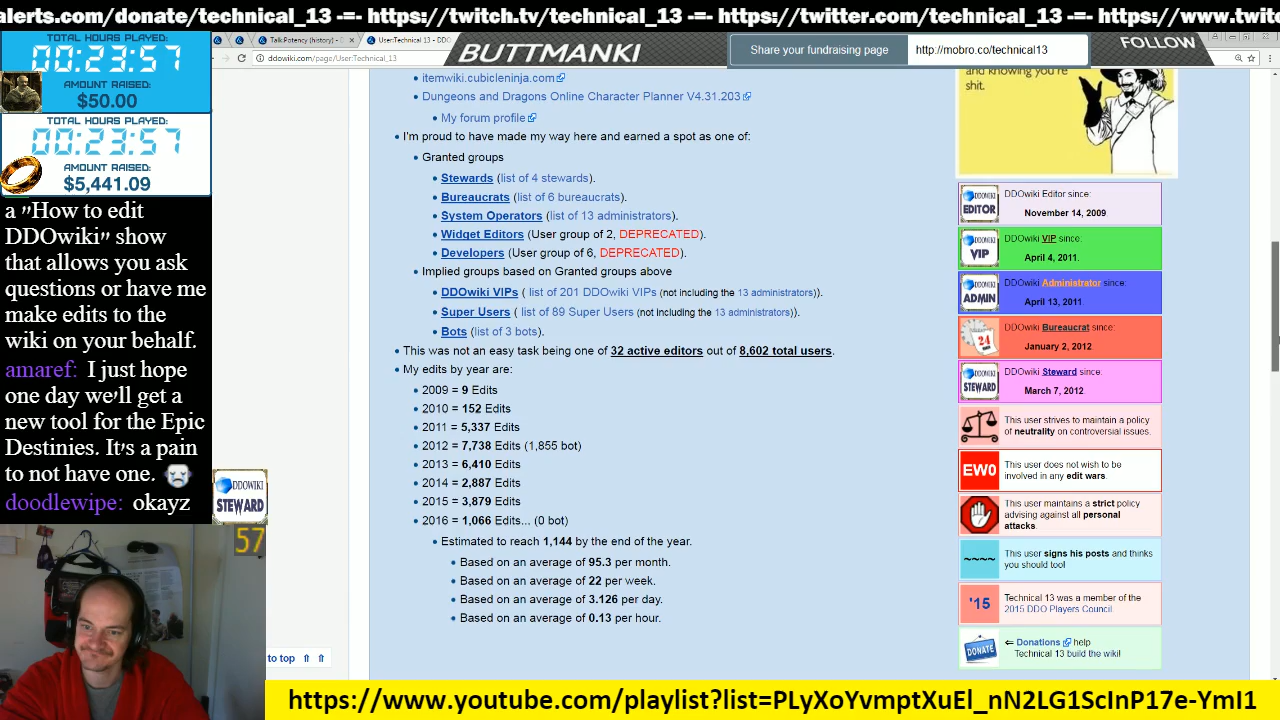 alerts.com/donate/technical_13 -=- https://twitch.tv/technical_13 -=- https://twitter.com/technical_13 -=- https://www.twitc
TOTAL HOURS PLAYED:
00:23:57
AMOUNT RAISED:
$50.00
TOTAL HOURS PLAYED:
00:23:57
AMOUNT RAISED:
$5,441.09
a "How to edit
DDOwiki" show
that allows you ask
questions or have me
make edits to the
wiki on your behalf.
amaref: I just hope
one day we'll get a
new tool for the Epic
Destinies. It's a pain
to not have one.
doodlewipe: okayz
DDOWIKI
STEWARD
57
Talk:Potency (history) -
User:Technical 13 - DDO
ddowiki.com/page/User:Technical_13
BUTTMANKI
Share your fundraising page
http://mobro.co/technical13
FOLLOW
itemwiki.cubicleninja.com
Dungeons and Dragons Online Character Planner V4.31.203
My forum profile
I'm proud to have made my way here and earned a spot as one of:
Granted groups
Stewards (list of 4 stewards).
Bureaucrats (list of 6 bureaucrats).
System Operators (list of 13 administrators).
Widget Editors (User group of 2, DEPRECATED).
Developers (User group of 6, DEPRECATED).
Implied groups based on Granted groups above
DDOwiki VIPs ( list of 201 DDOwiki VIPs (not including the 13 administrators)).
Super Users ( list of 89 Super Users (not including the 13 administrators)).
Bots (list of 3 bots).
This was not an easy task being one of 32 active editors out of 8,602 total users.
My edits by year are:
2009 = 9 Edits
2010 = 152 Edits
2011 = 5,337 Edits
2012 = 7,738 Edits (1,855 bot)
2013 = 6,410 Edits
2014 = 2,887 Edits
2015 = 3,879 Edits
2016 = 1,066 Edits... (0 bot)
Estimated to reach 1,144 by the end of the year.
Based on an average of 95.3 per month.
Based on an average of 22 per week.
Based on an average of 3.126 per day.
Based on an average of 0.13 per hour.
to top ⇑ ⇑
and knowing you're
shit.
DDOWIKI
EDITOR
DDOwiki Editor since:
November 14, 2009
DDOWIKI
VIP
DDOwiki VIP since:
April 4, 2011.
DDOWIKI
ADMIN
DDOwiki Administrator since:
April 13, 2011.
24
DDOwiki Bureaucrat since:
January 2, 2012
DDOWIKI
STEWARD
DDOwiki Steward since:
March 7, 2012.
This user strives to maintain a policy
of neutrality on controversial issues.
EW0
This user does not wish to be
involved in any edit wars.
This user maintains a strict policy
advising against all personal
attacks.
~~~~
This user signs his posts and thinks
you should too!
'15
Technical 13 was a member of the
2015 DDO Players Council.
DONATE
⇐ Donations help
Technical 13 build the wiki!
https://www.youtube.com/playlist?list=PLyXoYvmptXuEl_nN2LG1ScInP17e-YmI1